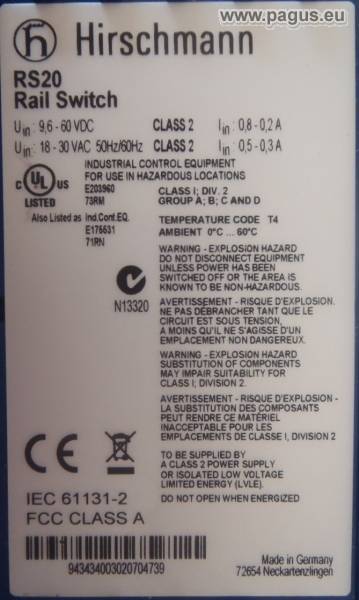 www.pagus.eu
Hirschmann
RS20
Rail Switch
Uin: 9,6 - 60 VDC CLASS 2 Iin: 0,8 - 0,2 A
Uin: 18 - 30 VAC 50Hz/60Hz CLASS 2 Iin: 0,5 - 0,3 A
INDUSTRIAL CONTROL EQUIPMENT
FOR USE IN HAZARDOUS LOCATIONS
C UL US
LISTED
E203960
73RM
CLASS I; DIV. 2
GROUP A; B; C AND D
Also Listed as Ind.Cont.EQ.
E175531
71RN
TEMPERATURE CODE T4
AMBIENT 0°C ... 60°C
WARNING - EXPLOSION HAZARD
DO NOT DISCONNECT EQUIPMENT
UNLESS POWER HAS BEEN
SWITCHED OFF OR THE AREA IS
KNOWN TO BE NON-HAZARDOUS.
N13320
AVERTISSEMENT - RISQUE D'EXPLOSION.
NE PAS DÉBRANCHER TANT QUE LE
CIRCUIT EST SOUS TENSION,
A MOINS QU'IL NE S'AGISSE D'UN
EMPLACEMENT NON DANGEREUX.
WARNING - EXPLOSION HAZARD
SUBSTITUTION OF COMPONENTS
MAY IMPAIR SUITABILITY FOR
CLASS I; DIVISION 2.
AVERTISSEMENT - RISQUE D'EXPLOSION -
LA SUBSTITUTION DE COMPOSANTS
PEUT RENDRE CE MATÉRIEL
INACCEPTABLE POUR LES
EMPLACEMENTS DE CLASSE I, DIVISION 2
CE
TO BE SUPPLIED BY
A CLASS 2 POWER SUPPLY
OR ISOLATED LOW VOLTAGE
LIMITED ENERGY (LVLE).
IEC 61131-2
FCC CLASS A
DO NOT OPEN WHEN ENERGIZED
943434003020704739
Made in Germany
72654 Neckartenzlingen